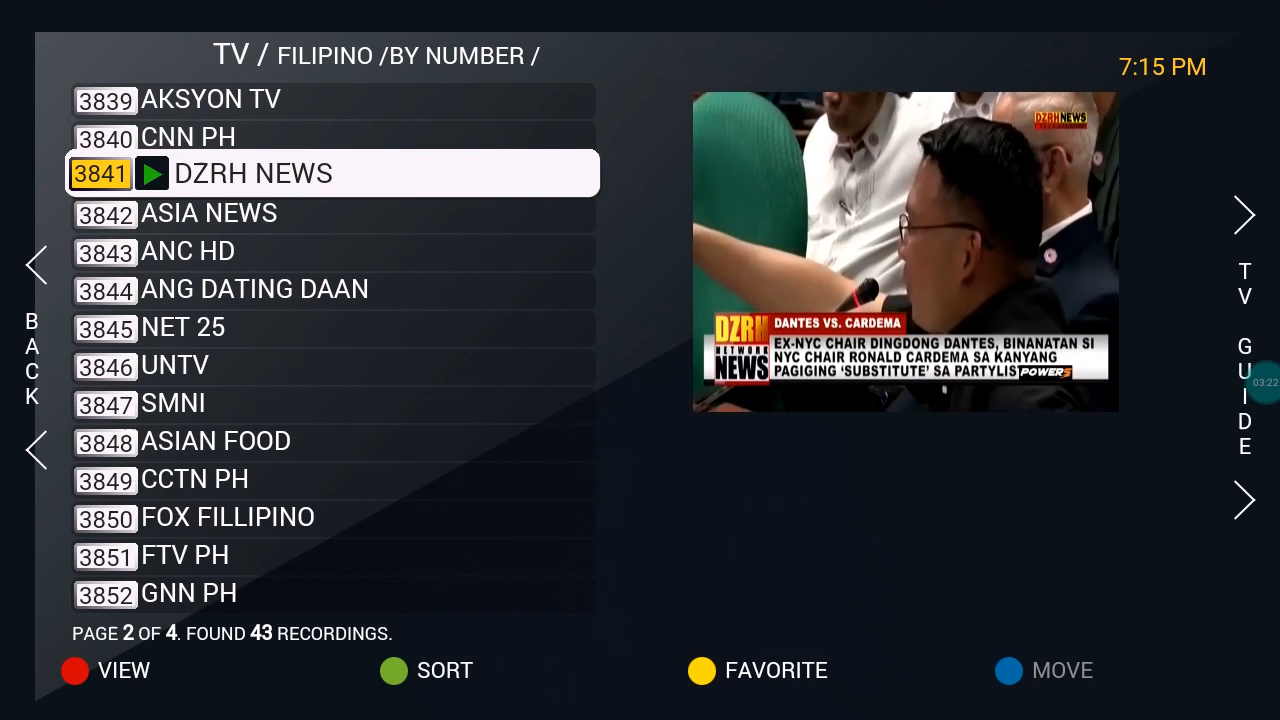 TV / FILIPINO /BY NUMBER /
7:15 PM
3839 AKSYON TV
3840 CNN PH
3841 DZRH NEWS
3842 ASIA NEWS
3843 ANC HD
3844 ANG DATING DAAN
3845 NET 25
3846 UNTV
3847 SMNI
3848 ASIAN FOOD
3849 CCTN PH
3850 FOX FILLIPINO
3851 FTV PH
3852 GNN PH
PAGE 2 OF 4. FOUND 43 RECORDINGS.
VIEW
SORT
FAVORITE
MOVE
BACK
DZRH NEWS
DZRH
NETWORK
NEWS
DANTES VS. CARDEMA
EX-NYC CHAIR DINGDONG DANTES, BINANATAN SI
NYC CHAIR RONALD CARDEMA SA KANYANG
PAGIGING 'SUBSTITUTE' SA PARTYLIST
POWER
TV GUIDE
03:22